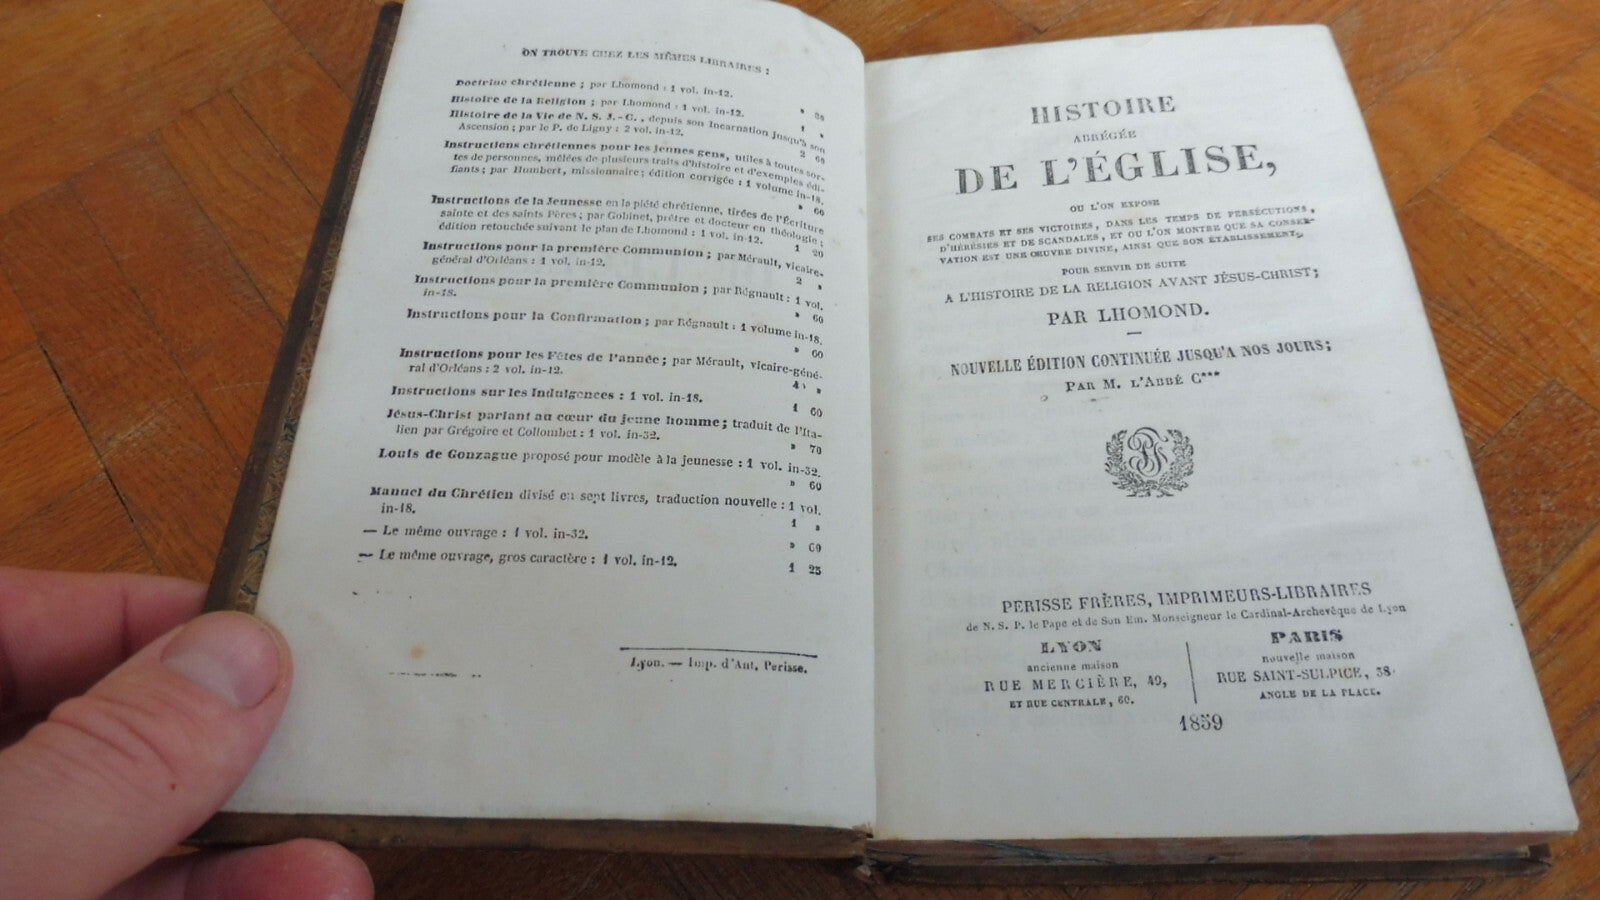 ON TROUVE CHEZ LES MÊMES LIBRAIRES :
Doctrine chrétienne ; par Lhomond : 1 vol. in-12.
» 80
Histoire de la Religion ; par Lhomond : 1 vol. in-12.
1 »
Histoire de la Vie de N. S. J.-C., depuis son Incarnation jusqu'à son
Ascension ; par le P. de Ligny : 2 vol. in-12.
2 60
Instructions chrétiennes pour les jeunes gens, utiles à toutes sor-
tes de personnes, mêlées de plusieurs traits d'histoire et d'exemples édi-
fiants ; par Humbert, missionnaire ; édition corrigée : 1 volume in-18.
» 60
Instructions de la Jeunesse en la piété chrétienne, tirées de l'Écriture
sainte et des saints Pères ; par Gobinet, prêtre et docteur en théologie ;
édition retouchée suivant le plan de Lhomond : 1 vol. in-12.
1 20
Instructions pour la première Communion ; par Mérault, vicaire-
général d'Orléans : 1 vol. in-12.
2 »
Instructions pour la première Communion ; par Régnault : 1 vol.
in-18.
» 60
Instructions pour la Confirmation ; par Régnault : 1 volume in-18.
» 60
Instructions pour les Fêtes de l'année ; par Mérault, vicaire-géné-
ral d'Orléans : 2 vol. in-12.
4 »
Instructions sur les Indulgences : 1 vol. in-18.
1 60
Jésus-Christ parlant au cœur du jeune homme ; traduit de l'Ita-
lien par Grégoire et Collombet : 1 vol. in-32.
» 70
Louis de Gonzague proposé pour modèle à la jeunesse : 1 vol. in-32.
» 60
Manuel du Chrétien divisé en sept livres, traduction nouvelle : 1 vol.
in-18.
1 »
— Le même ouvrage : 1 vol. in-32.
» 60
— Le même ouvrage, gros caractère : 1 vol. in-12.
1 25
Lyon. — Imp. d'Ant. Perisse.
HISTOIRE
ABRÉGÉE
DE L'ÉGLISE,
OU L'ON EXPOSE
SES COMBATS ET SES VICTOIRES, DANS LES TEMPS DE PERSÉCUTIONS,
D'HÉRÉSIES ET DE SCANDALES, ET OU L'ON MONTRE QUE SA CONSER-
VATION EST UNE ŒUVRE DIVINE, AINSI QUE SON ÉTABLISSEMENT,
POUR SERVIR DE SUITE
A L'HISTOIRE DE LA RELIGION AVANT JÉSUS-CHRIST ;
PAR LHOMOND.
NOUVELLE ÉDITION CONTINUÉE JUSQU'A NOS JOURS ;
PAR M. L'ABBÉ C***
PERISSE FRÈRES, IMPRIMEURS-LIBRAIRES
de N. S. P. le Pape et de Son Em. Monseigneur le Cardinal-Archevêque de Lyon
LYON
ancienne maison
RUE MERCIÈRE, 49,
ET RUE CENTRALE, 60.
PARIS
nouvelle maison
RUE SAINT-SULPICE, 38.
ANGLE DE LA PLACE.
1859